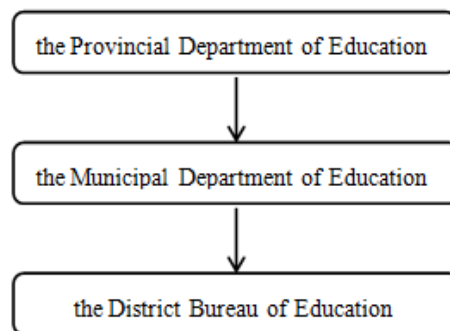 the Provincial Department of Education
the Municipal Department of Education
the District Bureau of Education